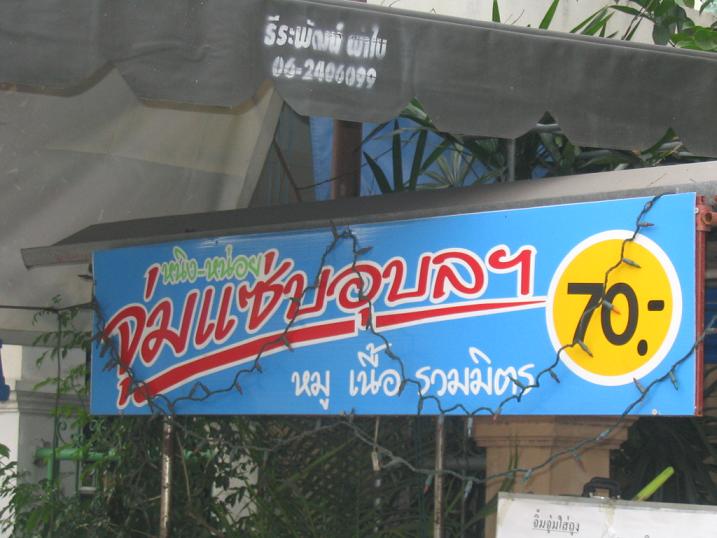 ธีระพัฒน์ ผ้าใบ
06-2406099
หนิง-หน่อย
จุ่มแซ่บอุบลฯ
70.-
หมู เนื้อ รวมมิตร
จิ้มจุ่มใส่ถุง